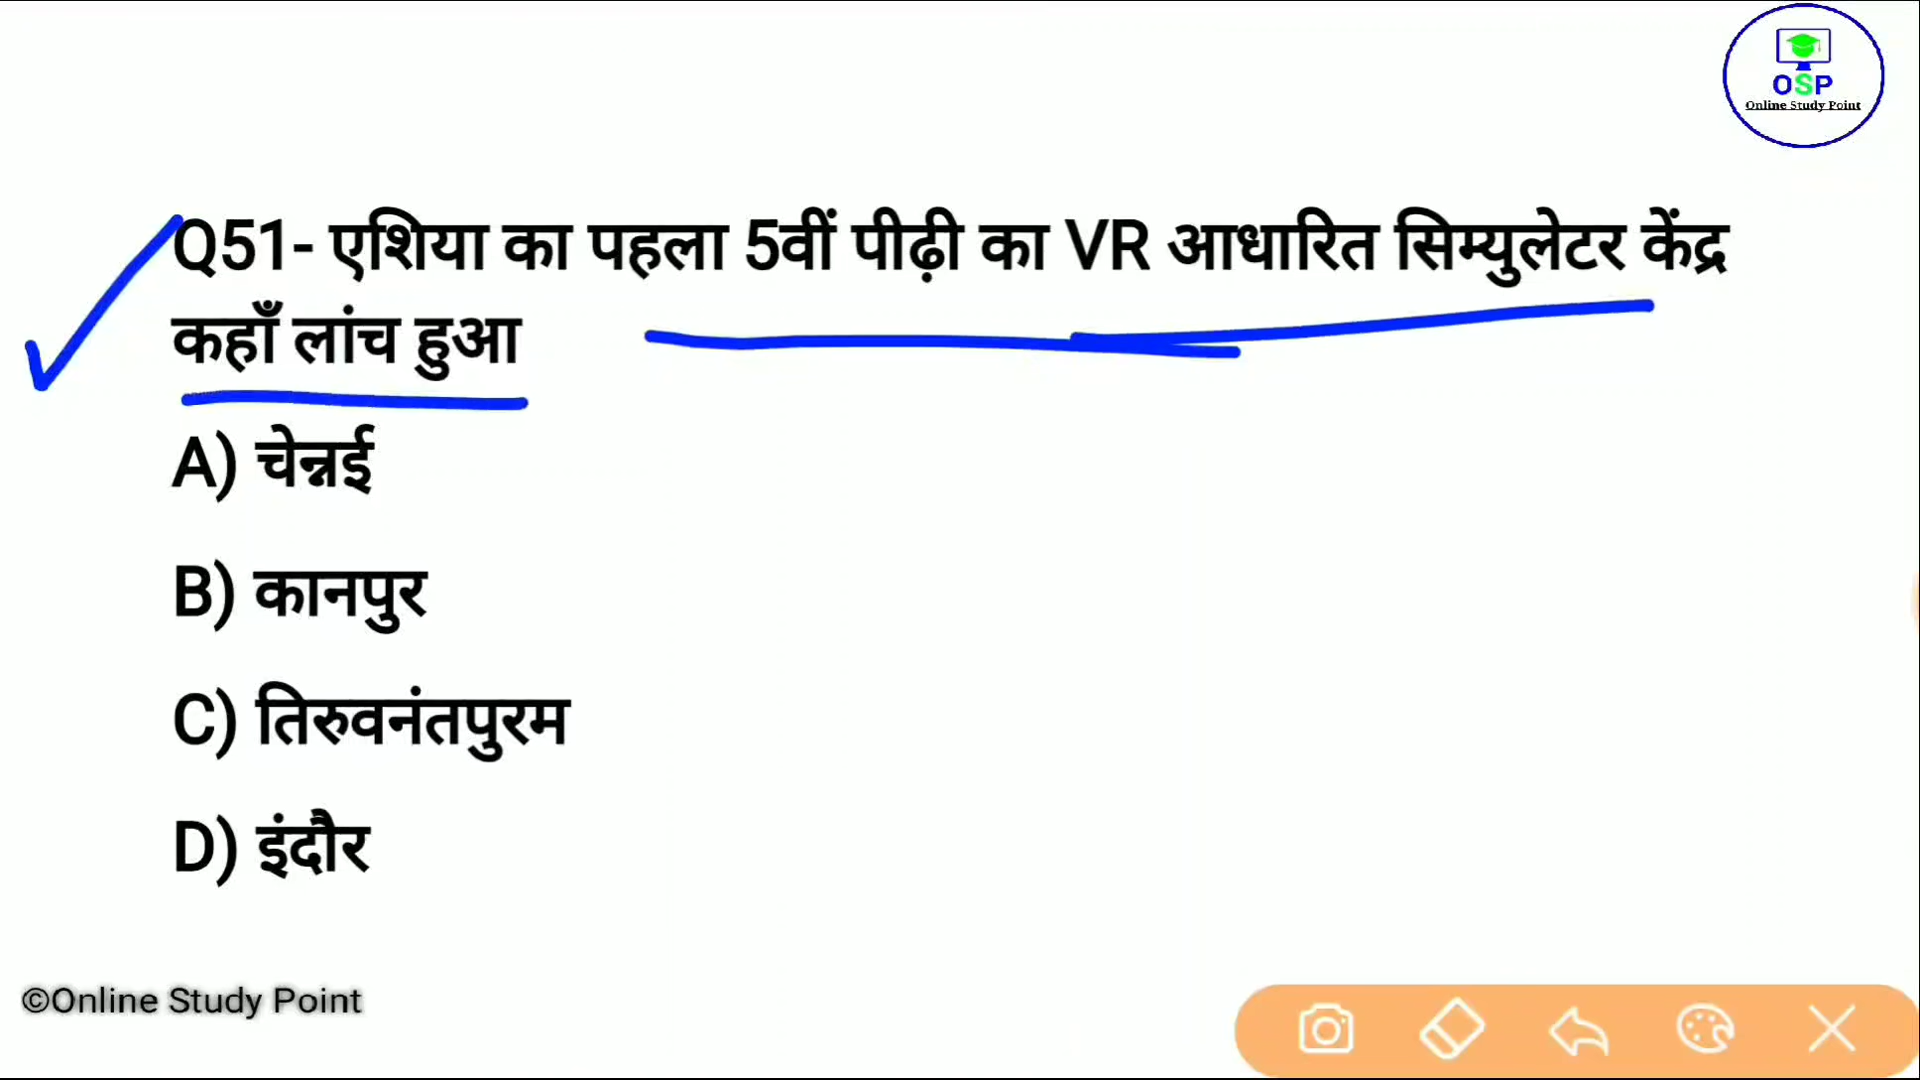 OSP
Online Study Point
Q51- एशिया का पहला 5वीं पीढ़ी का VR आधारित सिम्युलेटर केंद्र
कहाँ लांच हुआ
A) चेन्नई
B) कानपुर
C) तिरुवनंतपुरम
D) इंदौर
©Online Study Point